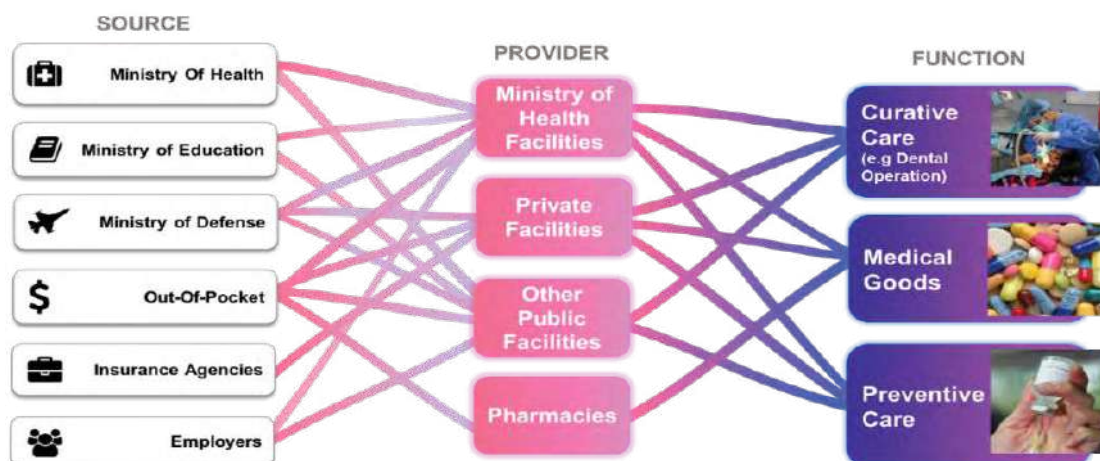 SOURCE
Ministry Of Health
Ministry of Education
Ministry of Defense
$
Out-Of-Pocket
Insurance Agencies
Employers
PROVIDER
Ministry of
Health
Facilities
Private
Facilities
Other
Public
Facilities
Pharmacies
FUNCTION
Curative
Care
(e.g Dental
Operation)
Medical
Goods
Preventive
Care